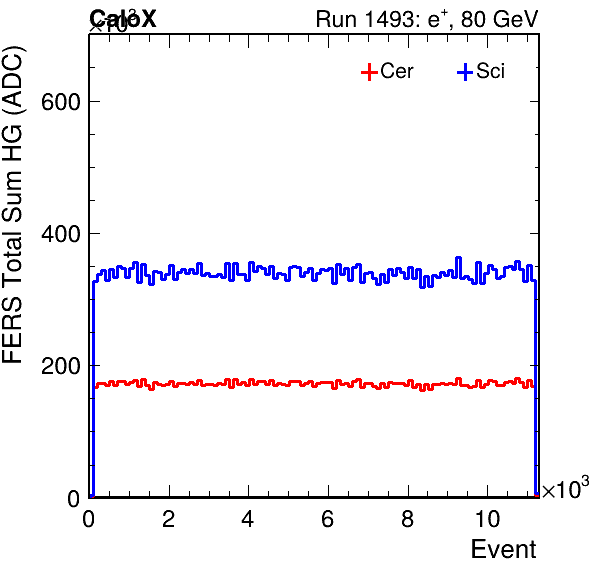 CaloX
×10³
Run 1493: e⁺, 80 GeV
FERS Total Sum HG (ADC)
Cer
Sci
600
400
200
0
0 2 4 6 8 10
×10³
Event